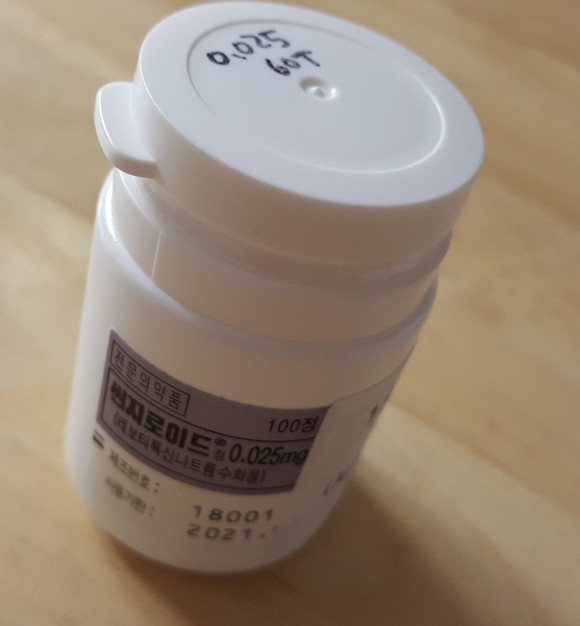 0.025
60T
전문의약품
씬지로이드® 정 0.025mg
100정
(레보티록신나트륨수화물)
제조번호 :
18001
사용기한 :
2021.